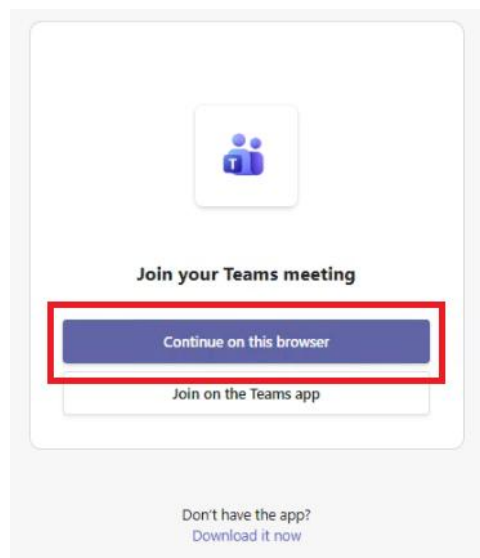 T
Join your Teams meeting
Continue on this browser
Join on the Teams app
Don't have the app?
Download it now